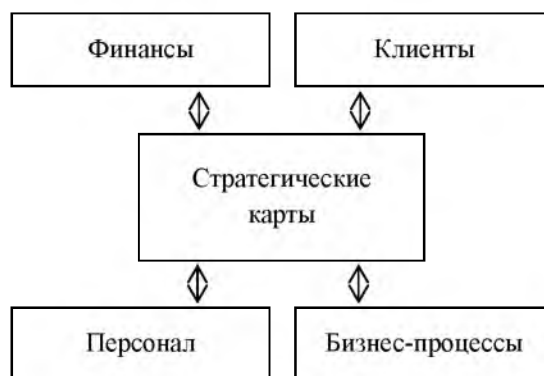 Финансы
Клиенты
Стратегические
карты
Персонал
Бизнес-процессы